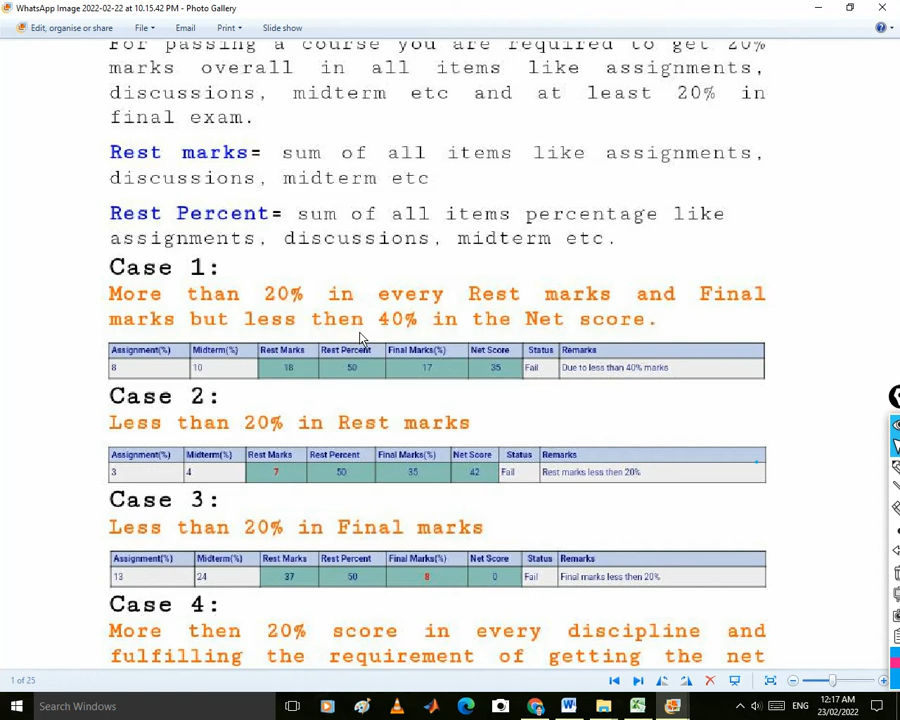 WhatsApp Image 2022-02-22 at 10.15.42 PM - Photo Gallery
Edit, organise or share File Email Print Slide show
For passing a course you are required to get 20%
marks overall in all items like assignments,
discussions, midterm etc and at least 20% in
final exam.
Rest marks= sum of all items like assignments,
discussions, midterm etc
Rest Percent= sum of all items percentage like
assignments, discussions, midterm etc.
Case 1:
More than 20% in every Rest marks and Final
marks but less then 40% in the Net score.
Assignment(%) Midterm(%) Rest Marks Rest Percent Final Marks(%) Net Score Status Remarks
8 10 18 50 17 35 Fail Due to less than 40% marks
Case 2:
Less than 20% in Rest marks
Assignment(%) Midterm(%) Rest Marks Rest Percent Final Marks(%) Net Score Status Remarks
3 4 7 50 35 42 Fail Rest marks less then 20%
Case 3:
Less than 20% in Final marks
Assignment(%) Midterm(%) Rest Marks Rest Percent Final Marks(%) Net Score Status Remarks
13 24 37 50 8 0 Fail Final marks less then 20%
Case 4:
More then 20% score in every discipline and
fulfilling the requirement of getting the net
1 of 25
Search Windows
ENG
12:17 AM
23/02/2022